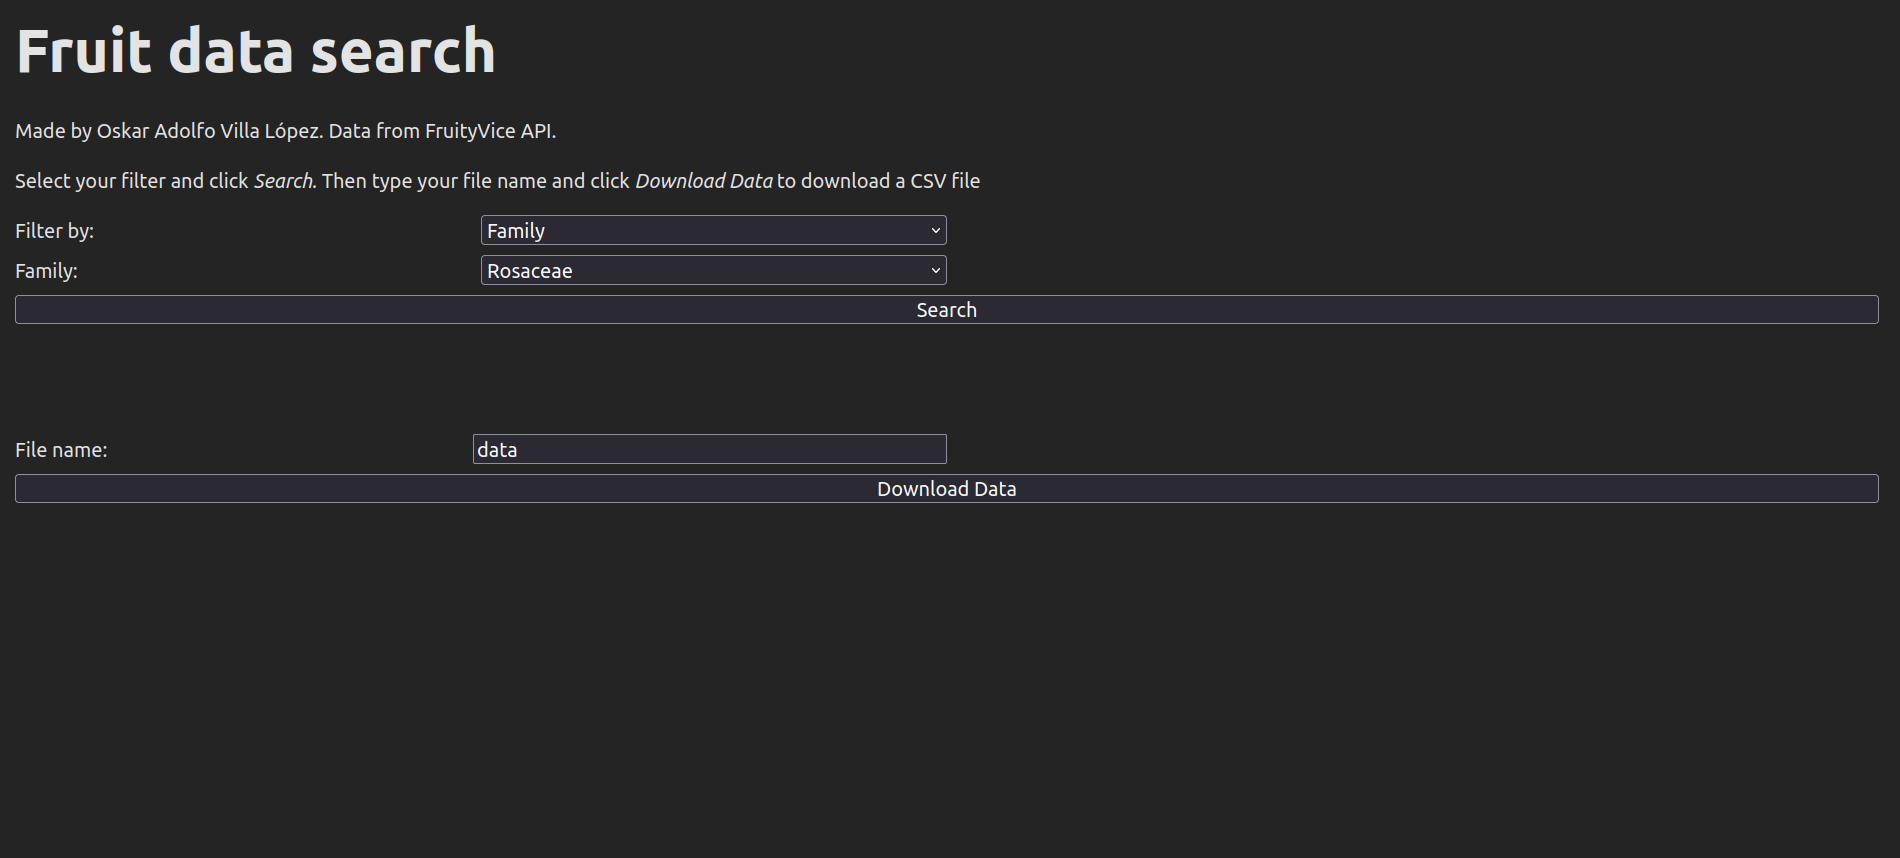 Fruit data search
Made by Oskar Adolfo Villa López. Data from FruityVice API.
Select your filter and click Search. Then type your file name and click Download Data to download a CSV file
Filter by: Family
Family: Rosaceae
Search
File name: data
Download Data